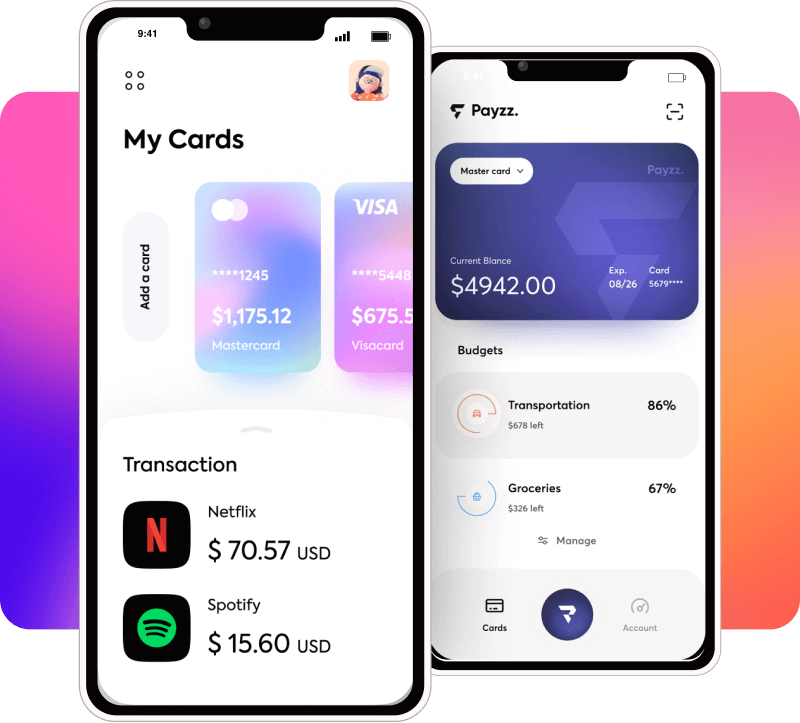 9:41
My Cards
Add a card
****1245
$1,175.12
Mastercard
VISA
****5448
$675.5
Visacard
Transaction
N
Netflix
$ 70.57 USD
Spotify
$ 15.60 USD
9:41
Payzz.
Master card
Payzz.
Current Blance
$4942.00
Exp.
08/26
Card
5679****
Budgets
Transportation
86%
$678 left
Groceries
67%
$326 left
Manage
Cards
Account